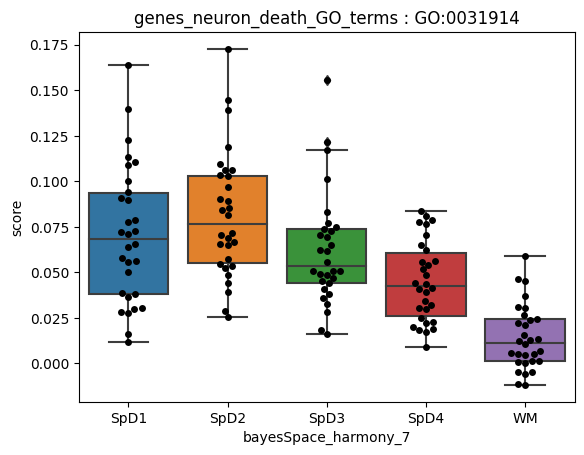 genes_neuron_death_GO_terms : GO:0031914
0.175
0.150
0.125
0.100
0.075
0.050
0.025
0.000
score
SpD1 SpD2 SpD3 SpD4 WM
bayesSpace_harmony_7